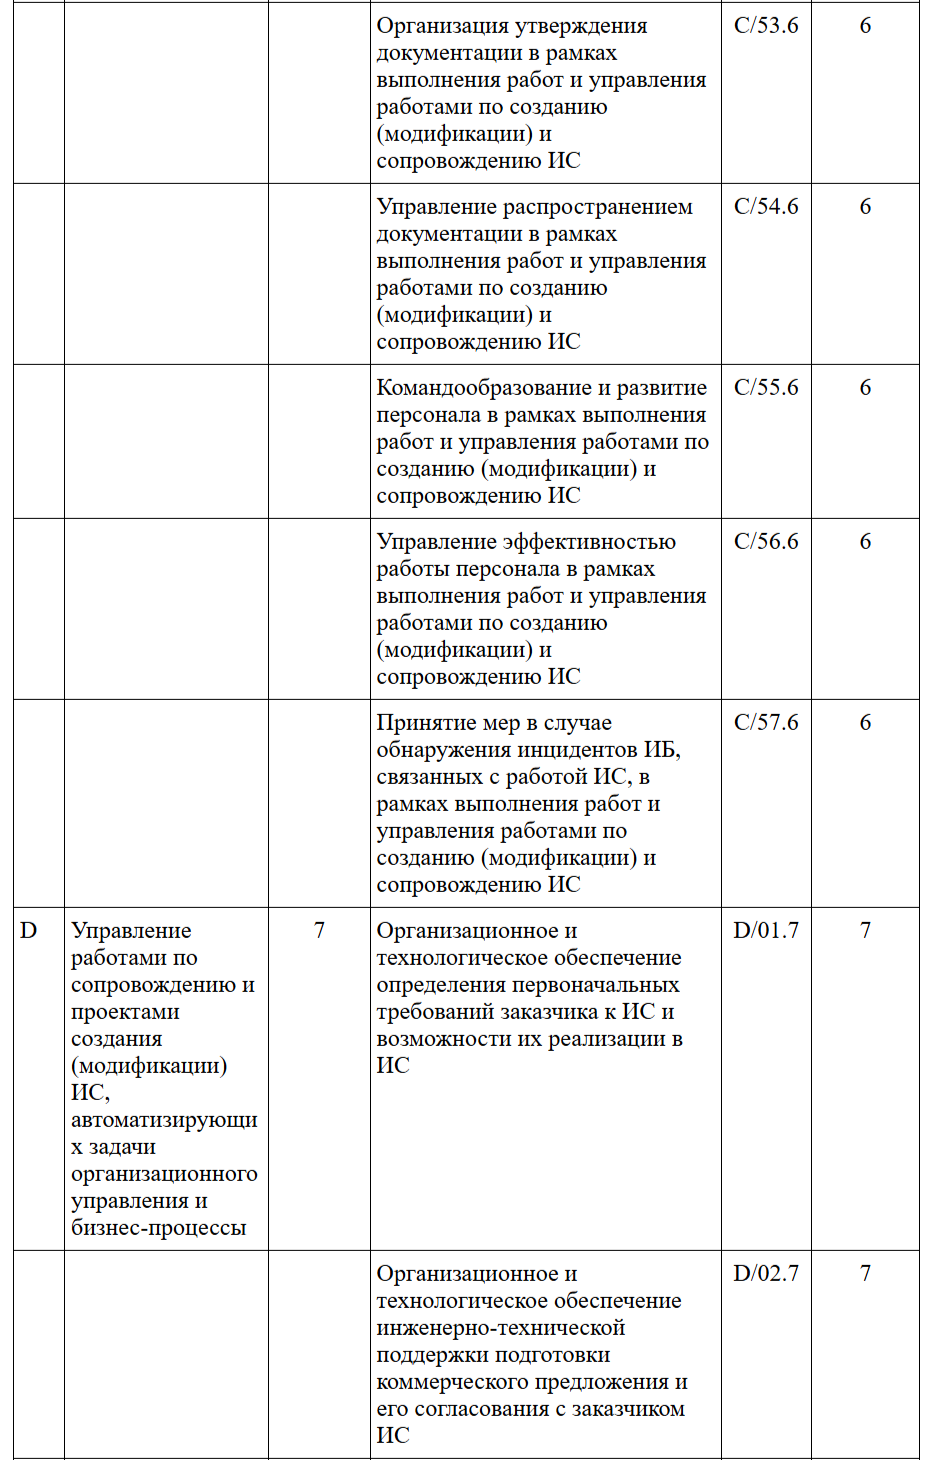 Организация утверждения C/53.6 6
документации в рамках
выполнения работ и управления
работами по созданию
(модификации) и
сопровождению ИС
Управление распространением C/54.6 6
документации в рамках
выполнения работ и управления
работами по созданию
(модификации) и
сопровождению ИС
Командообразование и развитие C/55.6 6
персонала в рамках выполнения
работ и управления работами по
созданию (модификации) и
сопровождению ИС
Управление эффективностью C/56.6 6
работы персонала в рамках
выполнения работ и управления
работами по созданию
(модификации) и
сопровождению ИС
Принятие мер в случае C/57.6 6
обнаружения инцидентов ИБ,
связанных с работой ИС, в
рамках выполнения работ и
управления работами по
созданию (модификации) и
сопровождению ИС
D Управление 7 Организационное и D/01.7 7
работами по технологическое обеспечение
сопровождению и определения первоначальных
проектами требований заказчика к ИС и
создания возможности их реализации в
(модификации) ИС
ИС,
автоматизирующи
х задачи
организационного
управления и
бизнес-процессы
Организационное и D/02.7 7
технологическое обеспечение
инженерно-технической
поддержки подготовки
коммерческого предложения и
его согласования с заказчиком
ИС